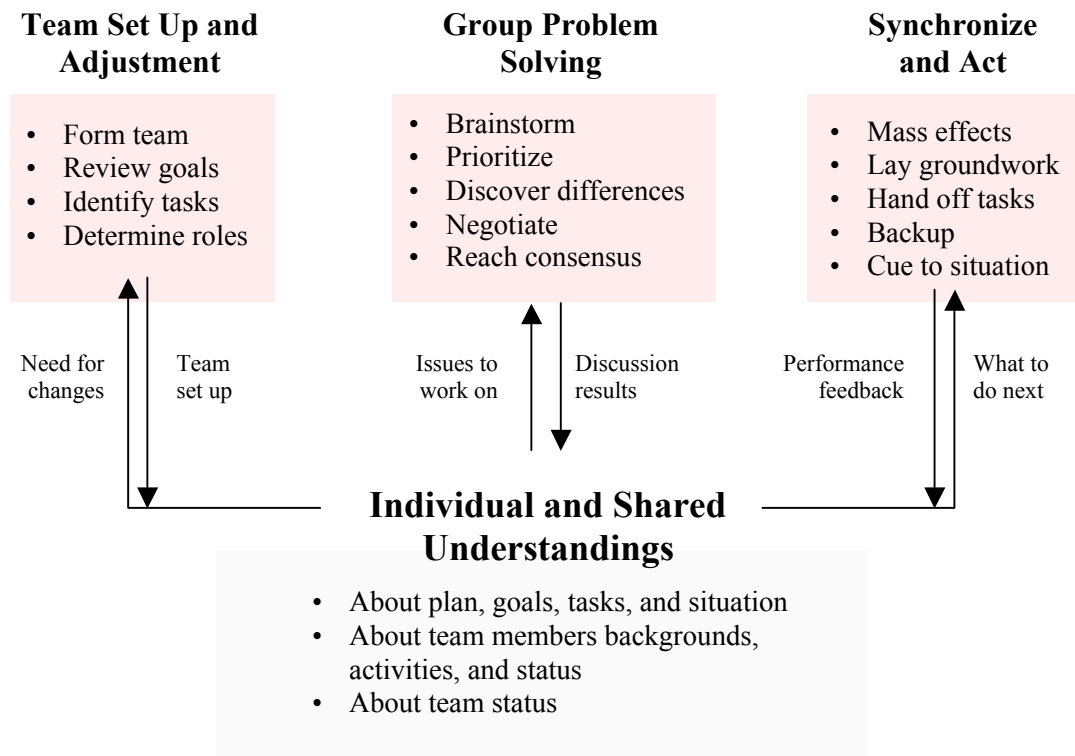 Team Set Up and
Adjustment
• Form team
• Review goals
• Identify tasks
• Determine roles
Group Problem
Solving
• Brainstorm
• Prioritize
• Discover differences
• Negotiate
• Reach consensus
Synchronize
and Act
• Mass effects
• Lay groundwork
• Hand off tasks
• Backup
• Cue to situation
Need for
changes
Team
set up
Issues to
work on
Discussion
results
Performance
feedback
What to
do next
Individual and Shared
Understandings
• About plan, goals, tasks, and situation
• About team members backgrounds,
activities, and status
• About team status